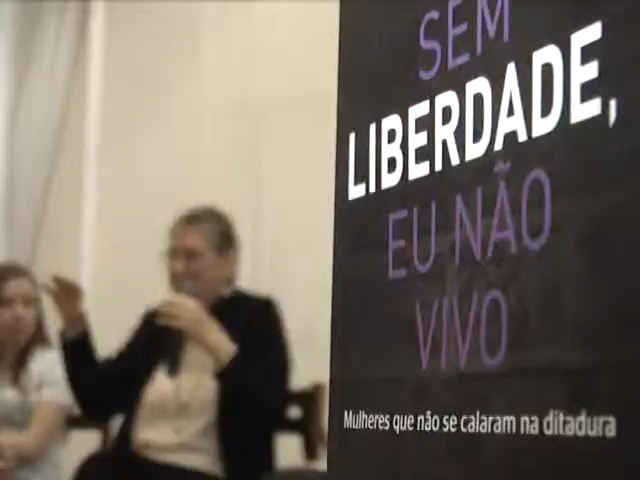 SEM
LIBERDADE,
EU NÃO
VIVO
Mulheres que não se calaram na ditadura